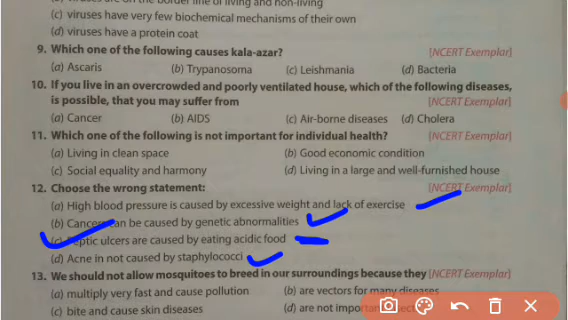 (c) viruses have very few biochemical mechanisms of their own
(d) viruses have a protein coat
9. Which one of the following causes kala-azar? [NCERT Exemplar]
(a) Ascaris (b) Trypanosoma (c) Leishmania (d) Bacteria
10. If you live in an overcrowded and poorly ventilated house, which of the following diseases,
is possible, that you may suffer from [NCERT Exemplar]
(a) Cancer (b) AIDS (c) Air-borne diseases (d) Cholera
11. Which one of the following is not important for individual health? [NCERT Exemplar]
(a) Living in clean space (b) Good economic condition
(c) Social equality and harmony (d) Living in a large and well-furnished house
12. Choose the wrong statement: [NCERT Exemplar]
(a) High blood pressure is caused by excessive weight and lack of exercise
(b) Cancers can be caused by genetic abnormalities
(c) Peptic ulcers are caused by eating acidic food
(d) Acne in not caused by staphylococci
13. We should not allow mosquitoes to breed in our surroundings because they [NCERT Exemplar]
(a) multiply very fast and cause pollution (b) are vectors for many diseases
(c) bite and cause skin diseases (d) are not important